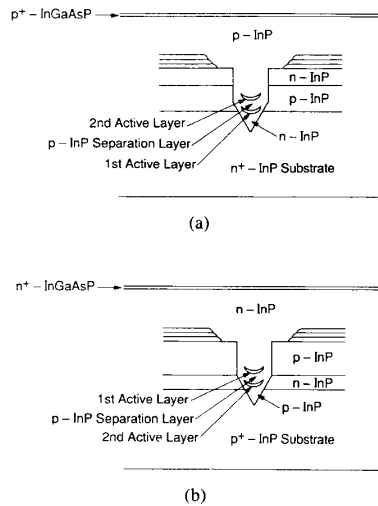 p+ – InGaAsP
p – InP
n – InP
p – InP
2nd Active Layer
p – InP Separation Layer
n – InP
1st Active Layer
n+ – InP Substrate
(a)
n+ – InGaAsP
n – InP
p – InP
n – InP
1st Active Layer
p – InP Separation Layer
p – InP
2nd Active Layer
p+ – InP Substrate
(b)